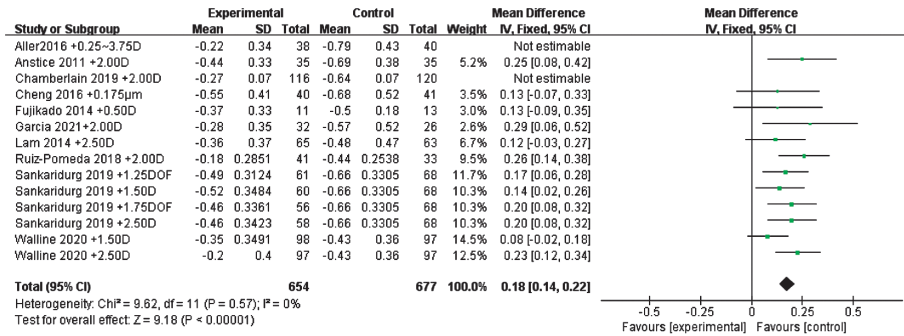 Experimental Control Mean Difference Mean Difference
Study or Subgroup Mean SD Total Mean SD Total Weight IV, Fixed, 95% CI IV, Fixed, 95% CI
Aller2016 +0.25~3.75D -0.22 0.34 38 -0.79 0.43 40 Not estimable
Anstice 2011 +2.00D -0.44 0.33 35 -0.69 0.38 35 5.2% 0.25 [0.08, 0.42]
Chamberlain 2019 +2.00D -0.27 0.07 116 -0.64 0.07 120 Not estimable
Cheng 2016 +0.175μm -0.55 0.41 40 -0.68 0.52 41 3.5% 0.13 [-0.07, 0.33]
Fujikado 2014 +0.50D -0.37 0.33 11 -0.5 0.18 13 3.2% 0.13 [-0.09, 0.35]
Garcia 2021+2.00D -0.28 0.35 32 -0.57 0.52 26 2.8% 0.29 [0.06, 0.52]
Lam 2014 +2.50D -0.36 0.37 65 -0.48 0.47 63 6.7% 0.12 [-0.03, 0.27]
Ruiz-Pomeda 2018 +2.00D -0.18 0.2851 41 -0.44 0.2538 33 9.3% 0.26 [0.14, 0.38]
Sankaridurg 2019 +1.25DOF -0.49 0.3124 61 -0.66 0.3305 68 11.7% 0.17 [0.06, 0.28]
Sankaridurg 2019 +1.50D -0.52 0.3484 60 -0.66 0.3305 68 10.3% 0.14 [0.02, 0.26]
Sankaridurg 2019 +1.75DOF -0.46 0.3361 56 -0.66 0.3305 68 10.3% 0.20 [0.08, 0.32]
Sankaridurg 2019 +2.50D -0.46 0.3423 58 -0.66 0.3305 68 10.3% 0.20 [0.08, 0.32]
Walline 2020 +1.50D -0.35 0.3491 98 -0.43 0.36 97 14.5% 0.08 [-0.02, 0.18]
Walline 2020 +2.50D -0.2 0.4 97 -0.43 0.36 97 12.5% 0.23 [0.12, 0.34]
Total (95% CI) 654 677 100.0% 0.18 [0.14, 0.22]
Heterogeneity: Chi² = 9.62, df = 11 (P = 0.57); I² = 0%
Test for overall effect: Z = 9.18 (P < 0.00001)
-0.5 -0.25 0 0.25 0.5
Favours [experimental] Favours [control]